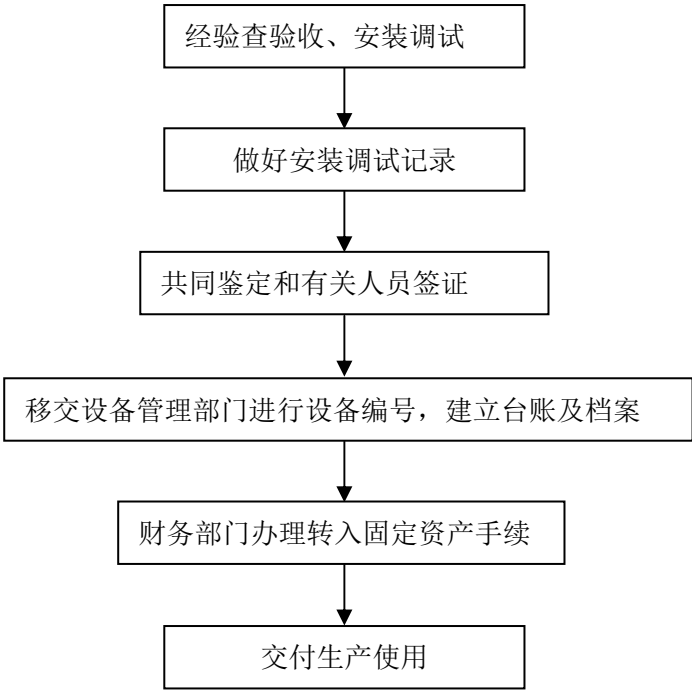 经验查验收、安装调试
做好安装调试记录
共同鉴定和有关人员签证
移交设备管理部门进行设备编号，建立台账及档案
财务部门办理转入固定资产手续
交付生产使用